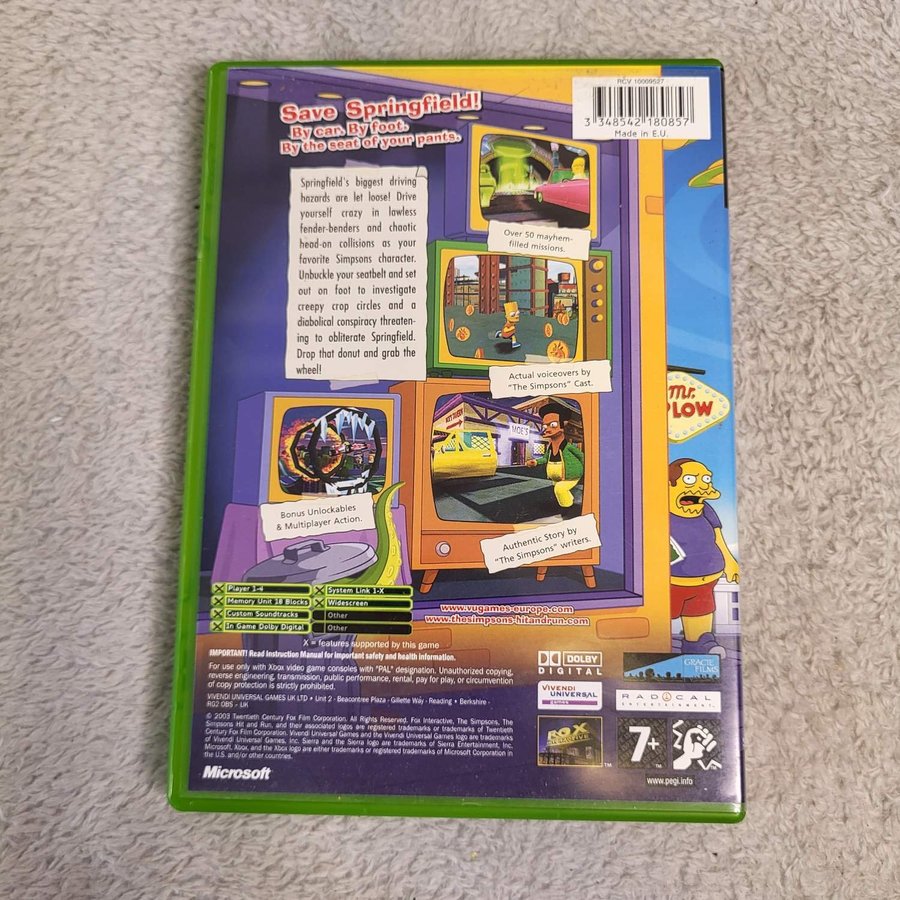 RCV 10009527
3 348542 180857
Made in E.U.
Save Springfield!
By car. By foot.
By the seat of your pants.
Springfield's biggest driving
hazards are let loose! Drive
yourself crazy in lawless
fender-benders and chaotic
head-on collisions as your
favorite Simpsons character.
Unbuckle your seatbelt and set
out on foot to investigate
creepy crop circles and a
diabolical conspiracy threaten-
ing to obliterate Springfield.
Drop that donut and grab the
wheel!
Over 50 mayhem-
filled missions.
Actual voiceovers by
"The Simpsons" Cast.
MOE'S
Mr.
PLOW
Bonus Unlockables
& Multiplayer Action.
Authentic Story by
"The Simpsons" writers.
Player 1-4
System Link 1-X
Memory Unit 18 Blocks
Widescreen
Custom Soundtracks
Other
In Game Dolby Digital
Other
X = features supported by this game
www.vugames-europe.com
www.thesimpsons-hitandrun.com
IMPORTANT! Read Instruction Manual for important safety and health information.
For use only with Xbox video game consoles with "PAL" designation. Unauthorized copying,
reverse engineering, transmission, public performance, rental, pay for play, or circumvention
of copy protection is strictly prohibited.
VIVENDI UNIVERSAL GAMES UK LTD • Unit 2 - Beacontree Plaza - Gillette Way - Reading • Berkshire -
RG2 0BS - UK
© 2003 Twentieth Century Fox Film Corporation. All Rights Reserved. Fox Interactive, The Simpsons, The
Simpsons Hit and Run, and their associated logos are registered trademarks or trademarks of Twentieth
Century Fox Film Corporation. Vivendi Universal Games and the Vivendi Universal Games logo are trademarks
of Vivendi Universal Games, Inc. Sierra and the Sierra logo are trademarks of Sierra Entertainment, Inc.
Microsoft, Xbox, and the Xbox logo are either trademarks or registered trademarks of Microsoft Corporation in
the U.S. and/or other countries.
Microsoft
DOLBY
DIGITAL
GRACIE
FILMS
VIVENDI
UNIVERSAL
games
RADICAL
ENTERTAINMENT
FOX
TM
7+
TM
www.pegi.info